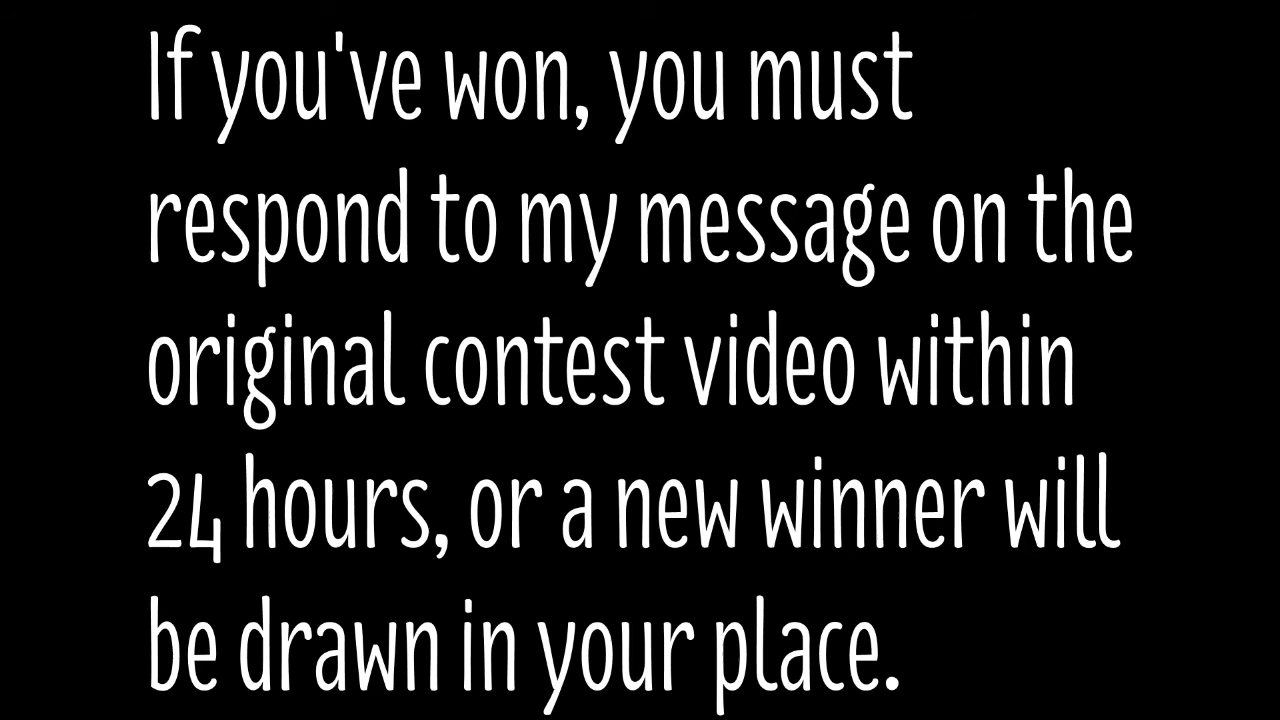 If you've won, you must
respond to my message on the
original contest video within
24 hours, or a new winner will
be drawn in your place.